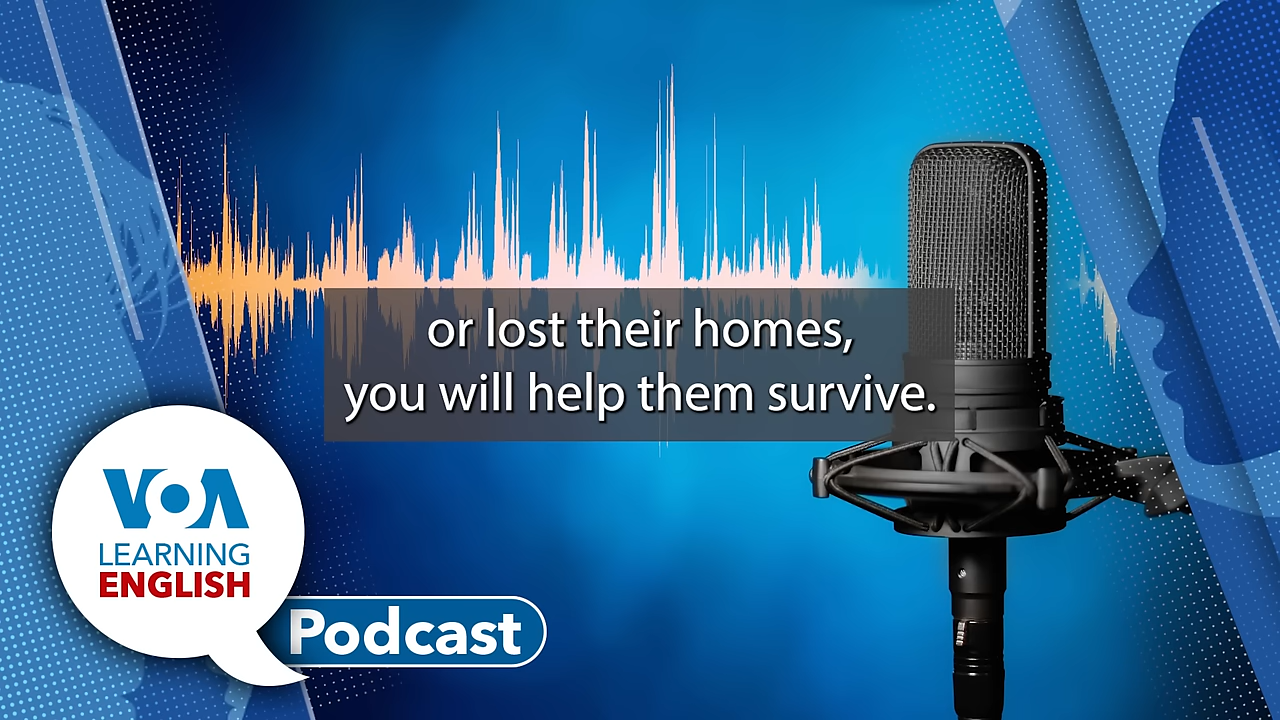 or lost their homes,
you will help them survive.
VOA
LEARNING
ENGLISH
Podcast